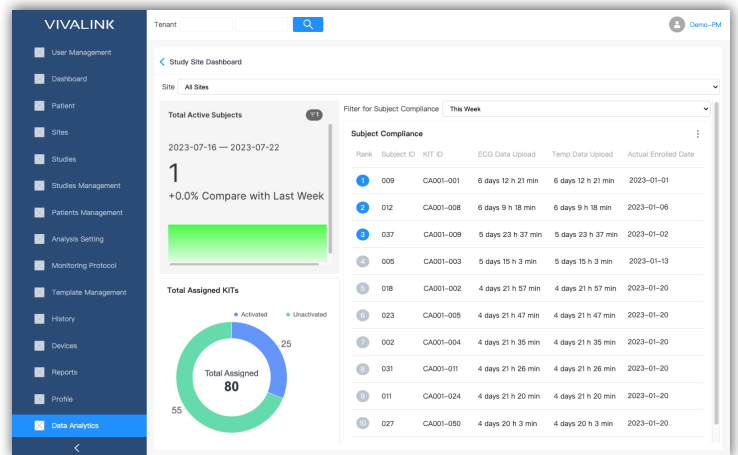 VIVALINK
Tenant
Demo-PM
User Management
Dashboard
Patient
Sites
Studies
Studies Management
Patients Management
Analysis Setting
Monitoring Protocol
Template Management
History
Devices
Reports
Profile
Data Analytics
Study Site Dashboard
Site All Sites
Total Active Subjects
1
2023-07-16 — 2023-07-22
1
+0.0% Compare with Last Week
Total Assigned KITs
Activated Unactivated
25
Total Assigned
80
55
Filter for Subject Compliance This Week
Subject Compliance
Rank Subject ID KIT ID ECG Data Upload Temp Data Upload Actual Enrolled Date
1 009 CA001-001 6 days 12 h 21 min 6 days 12 h 21 min 2023-01-01
2 012 CA001-008 6 days 9 h 18 min 6 days 9 h 18 min 2023-01-06
3 037 CA001-009 5 days 23 h 37 min 5 days 23 h 37 min 2023-01-02
4 005 CA001-003 5 days 15 h 3 min 5 days 15 h 3 min 2023-01-13
5 018 CA001-002 4 days 21 h 57 min 4 days 21 h 57 min 2023-01-20
6 023 CA001-005 4 days 21 h 47 min 4 days 21 h 47 min 2023-01-20
7 002 CA001-004 4 days 21 h 35 min 4 days 21 h 35 min 2023-01-20
8 031 CA001-011 4 days 21 h 26 min 4 days 21 h 26 min 2023-01-20
9 011 CA001-024 4 days 21 h 20 min 4 days 21 h 20 min 2023-01-20
10 027 CA001-050 4 days 20 h 3 min 4 days 20 h 3 min 2023-01-20